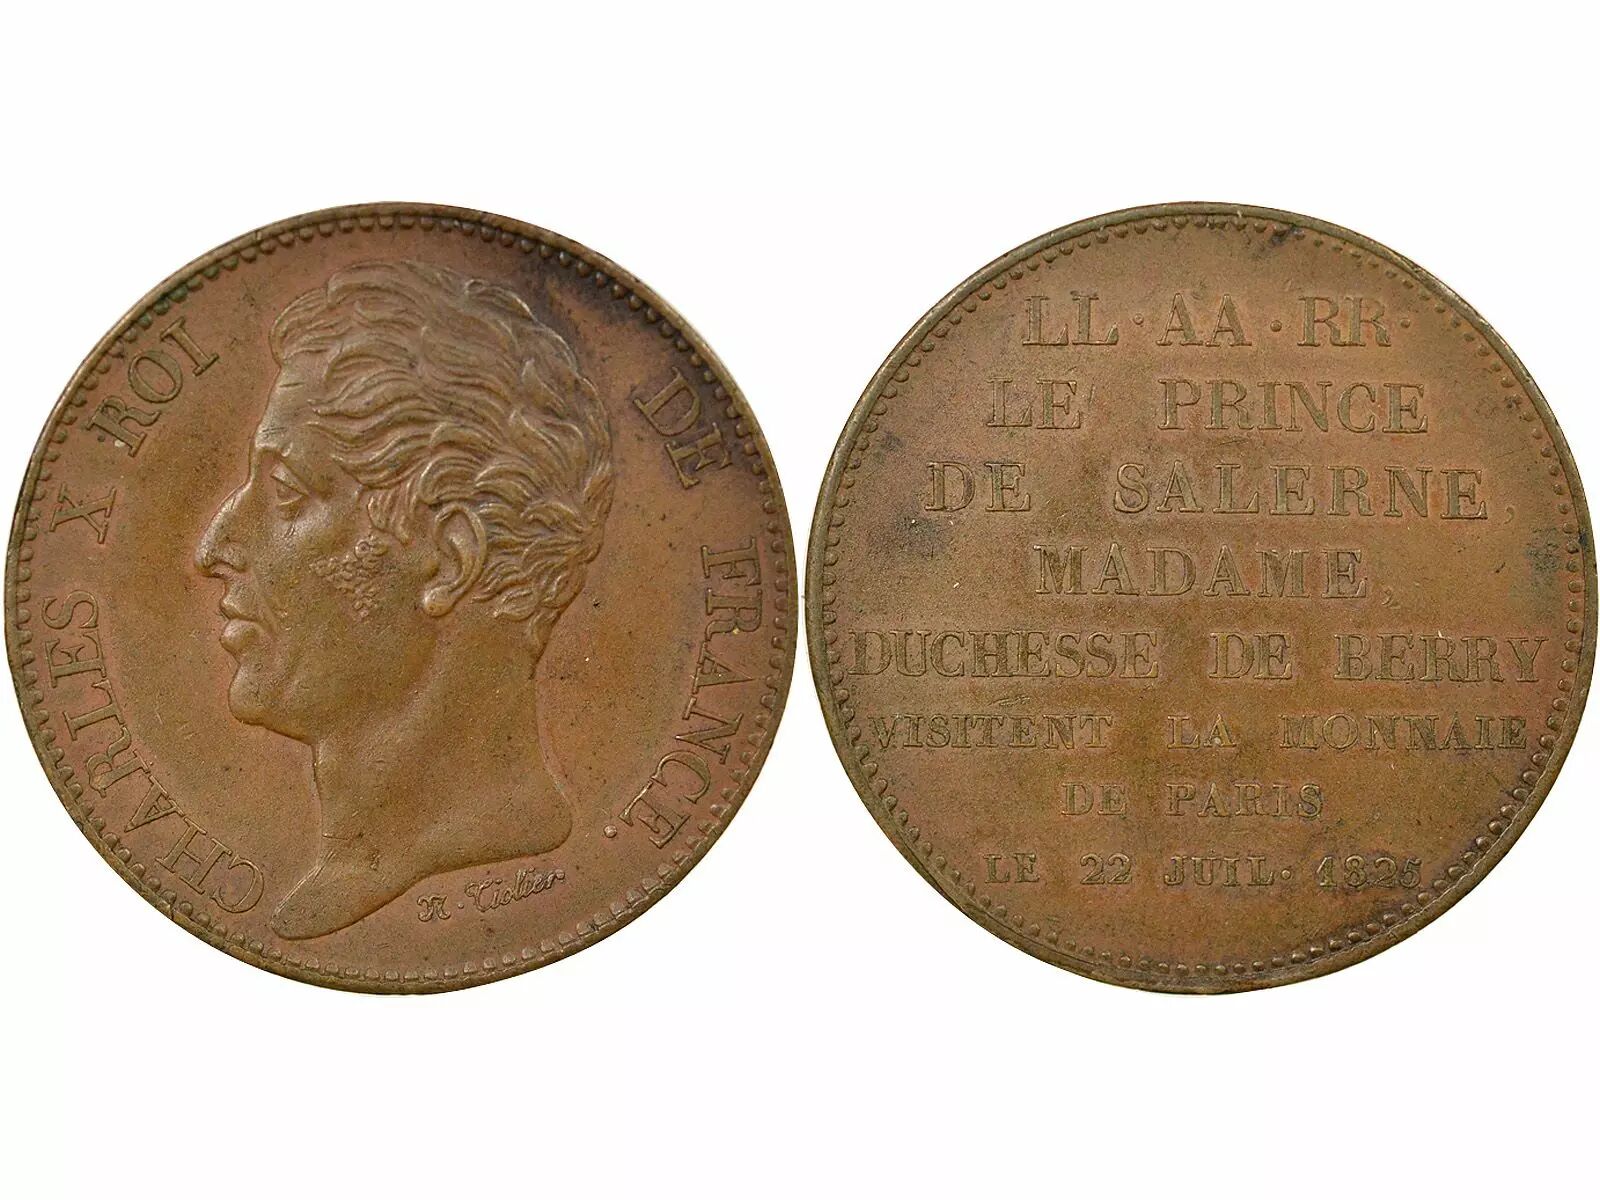 CHARLES X ROI DE FRANCE.
N. Tiolier
LL · AA · RR ·
LE PRINCE
DE SALERNE,
MADAME,
DUCHESSE DE BERRY
VISITENT LA MONNAIE
DE PARIS
LE 22 JUIL· 1825